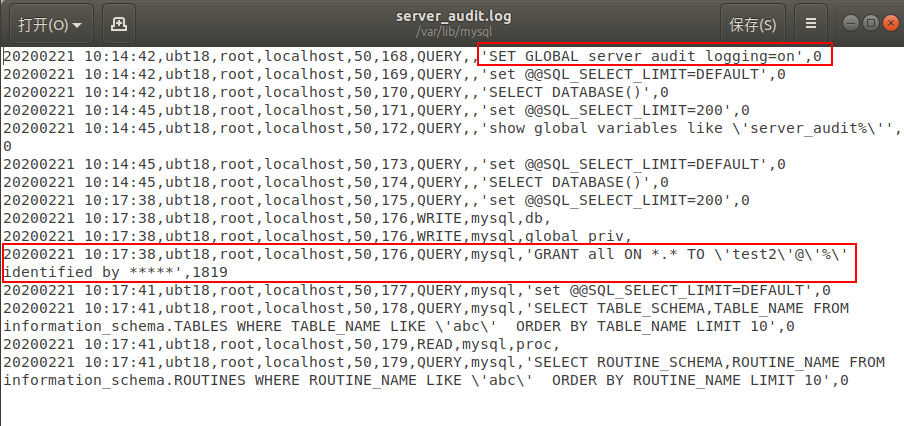 打开(O)
server_audit.log
/var/lib/mysql
保存(S)
20200221 10:14:42,ubt18,root,localhost,50,168,QUERY,,'SET GLOBAL server_audit_logging=on',0
20200221 10:14:42,ubt18,root,localhost,50,169,QUERY,,'set @@SQL_SELECT_LIMIT=DEFAULT',0
20200221 10:14:42,ubt18,root,localhost,50,170,QUERY,,'SELECT DATABASE()',0
20200221 10:14:45,ubt18,root,localhost,50,171,QUERY,,'set @@SQL_SELECT_LIMIT=200',0
20200221 10:14:45,ubt18,root,localhost,50,172,QUERY,,'show global variables like \'server_audit%\'',
0
20200221 10:14:45,ubt18,root,localhost,50,173,QUERY,,'set @@SQL_SELECT_LIMIT=DEFAULT',0
20200221 10:14:45,ubt18,root,localhost,50,174,QUERY,,'SELECT DATABASE()',0
20200221 10:17:38,ubt18,root,localhost,50,175,QUERY,,'set @@SQL_SELECT_LIMIT=200',0
20200221 10:17:38,ubt18,root,localhost,50,176,WRITE,mysql,db,
20200221 10:17:38,ubt18,root,localhost,50,176,WRITE,mysql,global_priv,
20200221 10:17:38,ubt18,root,localhost,50,176,QUERY,mysql,'GRANT all ON *.* TO \'test2\'@\'%\'
identified by *****',1819
20200221 10:17:41,ubt18,root,localhost,50,177,QUERY,mysql,'set @@SQL_SELECT_LIMIT=DEFAULT',0
20200221 10:17:41,ubt18,root,localhost,50,178,QUERY,mysql,'SELECT TABLE_SCHEMA,TABLE_NAME FROM
information_schema.TABLES WHERE TABLE_NAME LIKE \'abc\'  ORDER BY TABLE_NAME LIMIT 10',0
20200221 10:17:41,ubt18,root,localhost,50,179,READ,mysql,proc,
20200221 10:17:41,ubt18,root,localhost,50,179,QUERY,mysql,'SELECT ROUTINE_SCHEMA,ROUTINE_NAME FROM
information_schema.ROUTINES WHERE ROUTINE_NAME LIKE \'abc\'  ORDER BY ROUTINE_NAME LIMIT 10',0